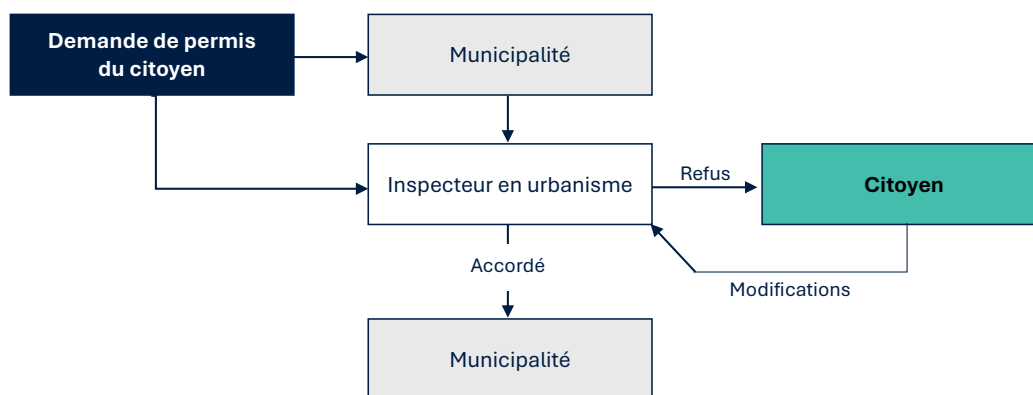 Demande de permis
du citoyen
Municipalité
Inspecteur en urbanisme
Refus
Citoyen
Accordé
Modifications
Municipalité